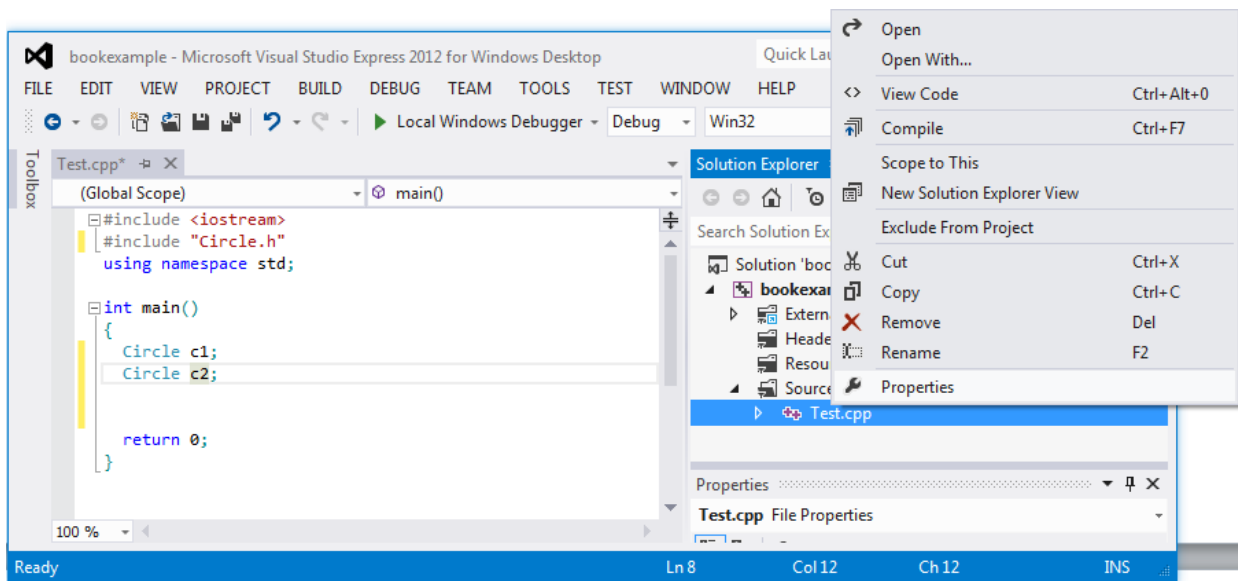 bookexample - Microsoft Visual Studio Express 2012 for Windows Desktop
Quick Lau
FILE EDIT VIEW PROJECT BUILD DEBUG TEAM TOOLS TEST WINDOW HELP
Local Windows Debugger Debug Win32
Toolbox
Test.cpp*
(Global Scope) main()
#include <iostream>
#include "Circle.h"
using namespace std;
int main()
{
Circle c1;
Circle c2;
return 0;
}
100 %
Solution Explorer
Search Solution Ex
Solution 'boo
bookexar
Extern
Heade
Resou
Source
Test.cpp
Properties
Test.cpp File Properties
Open
Open With...
View Code Ctrl+Alt+0
Compile Ctrl+F7
Scope to This
New Solution Explorer View
Exclude From Project
Cut Ctrl+X
Copy Ctrl+C
Remove Del
Rename F2
Properties
Ready Ln 8 Col 12 Ch 12 INS